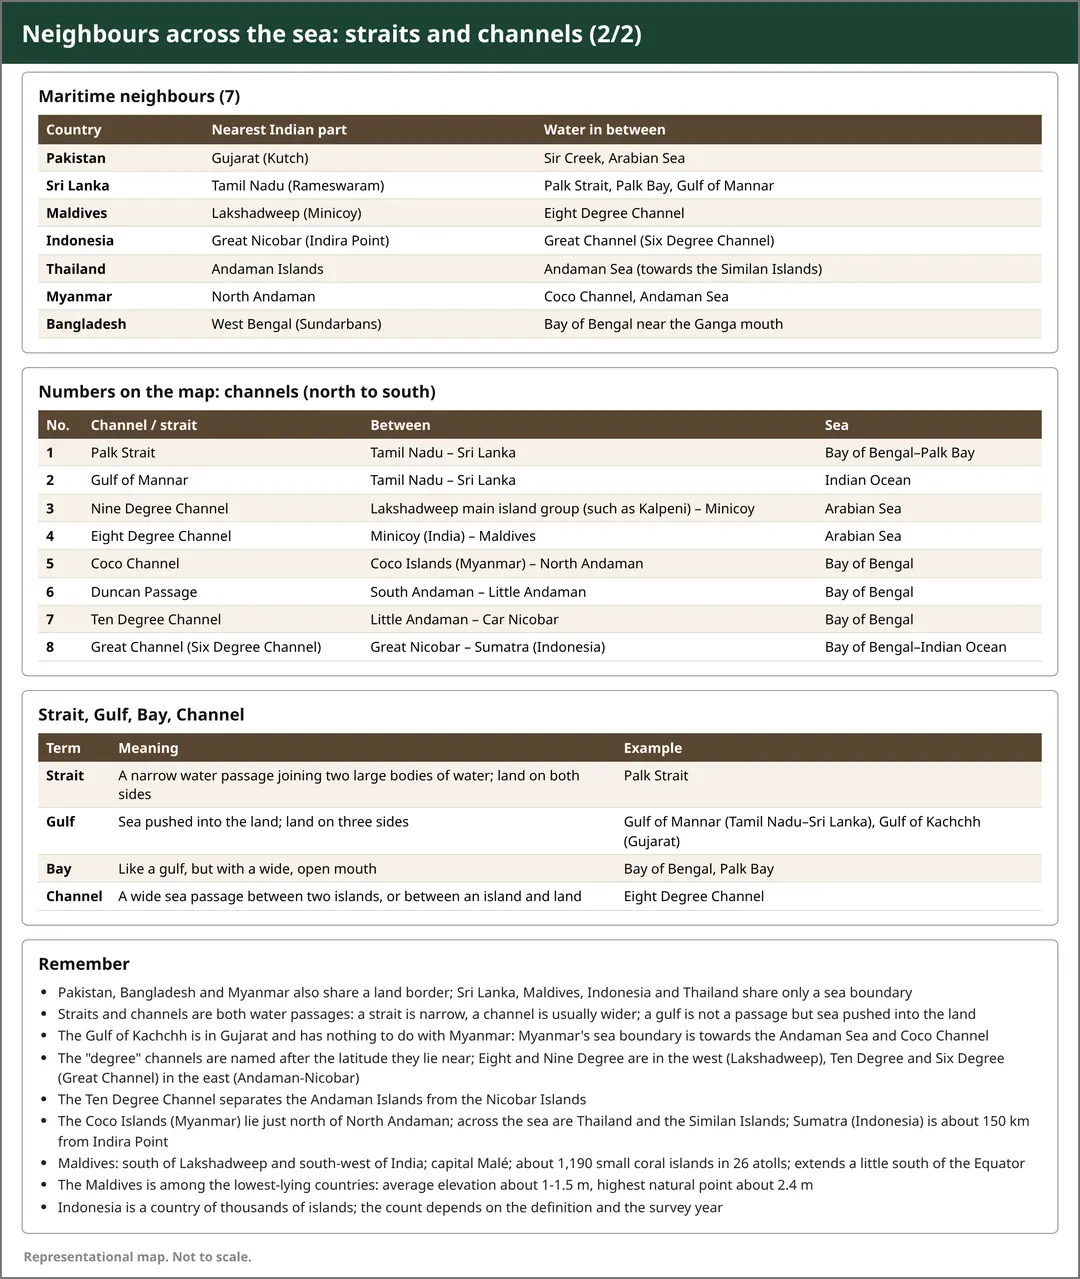 Neighbours across the sea: straits and channels (2/2)
Maritime neighbours (7)
Country Nearest Indian part Water in between
Pakistan Gujarat (Kutch) Sir Creek, Arabian Sea
Sri Lanka Tamil Nadu (Rameswaram) Palk Strait, Palk Bay, Gulf of Mannar
Maldives Lakshadweep (Minicoy) Eight Degree Channel
Indonesia Great Nicobar (Indira Point) Great Channel (Six Degree Channel)
Thailand Andaman Islands Andaman Sea (towards the Similan Islands)
Myanmar North Andaman Coco Channel, Andaman Sea
Bangladesh West Bengal (Sundarbans) Bay of Bengal near the Ganga mouth
Numbers on the map: channels (north to south)
No. Channel / strait Between Sea
1 Palk Strait Tamil Nadu – Sri Lanka Bay of Bengal–Palk Bay
2 Gulf of Mannar Tamil Nadu – Sri Lanka Indian Ocean
3 Nine Degree Channel Lakshadweep main island group (such as Kalpeni) – Minicoy Arabian Sea
4 Eight Degree Channel Minicoy (India) – Maldives Arabian Sea
5 Coco Channel Coco Islands (Myanmar) – North Andaman Bay of Bengal
6 Duncan Passage South Andaman – Little Andaman Bay of Bengal
7 Ten Degree Channel Little Andaman – Car Nicobar Bay of Bengal
8 Great Channel (Six Degree Channel) Great Nicobar – Sumatra (Indonesia) Bay of Bengal–Indian Ocean
Strait, Gulf, Bay, Channel
Term Meaning Example
Strait A narrow water passage joining two large bodies of water; land on both Palk Strait
sides
Gulf Sea pushed into the land; land on three sides Gulf of Mannar (Tamil Nadu–Sri Lanka), Gulf of Kachchh
(Gujarat)
Bay Like a gulf, but with a wide, open mouth Bay of Bengal, Palk Bay
Channel A wide sea passage between two islands, or between an island and land Eight Degree Channel
Remember
• Pakistan, Bangladesh and Myanmar also share a land border; Sri Lanka, Maldives, Indonesia and Thailand share only a sea boundary
• Straits and channels are both water passages: a strait is narrow, a channel is usually wider; a gulf is not a passage but sea pushed into the land
• The Gulf of Kachchh is in Gujarat and has nothing to do with Myanmar: Myanmar's sea boundary is towards the Andaman Sea and Coco Channel
• The "degree" channels are named after the latitude they lie near; Eight and Nine Degree are in the west (Lakshadweep), Ten Degree and Six Degree
(Great Channel) in the east (Andaman-Nicobar)
• The Ten Degree Channel separates the Andaman Islands from the Nicobar Islands
• The Coco Islands (Myanmar) lie just north of North Andaman; across the sea are Thailand and the Similan Islands; Sumatra (Indonesia) is about 150 km
from Indira Point
• Maldives: south of Lakshadweep and south-west of India; capital Malé; about 1,190 small coral islands in 26 atolls; extends a little south of the Equator
• The Maldives is among the lowest-lying countries: average elevation about 1-1.5 m, highest natural point about 2.4 m
• Indonesia is a country of thousands of islands; the count depends on the definition and the survey year
Representational map. Not to scale.